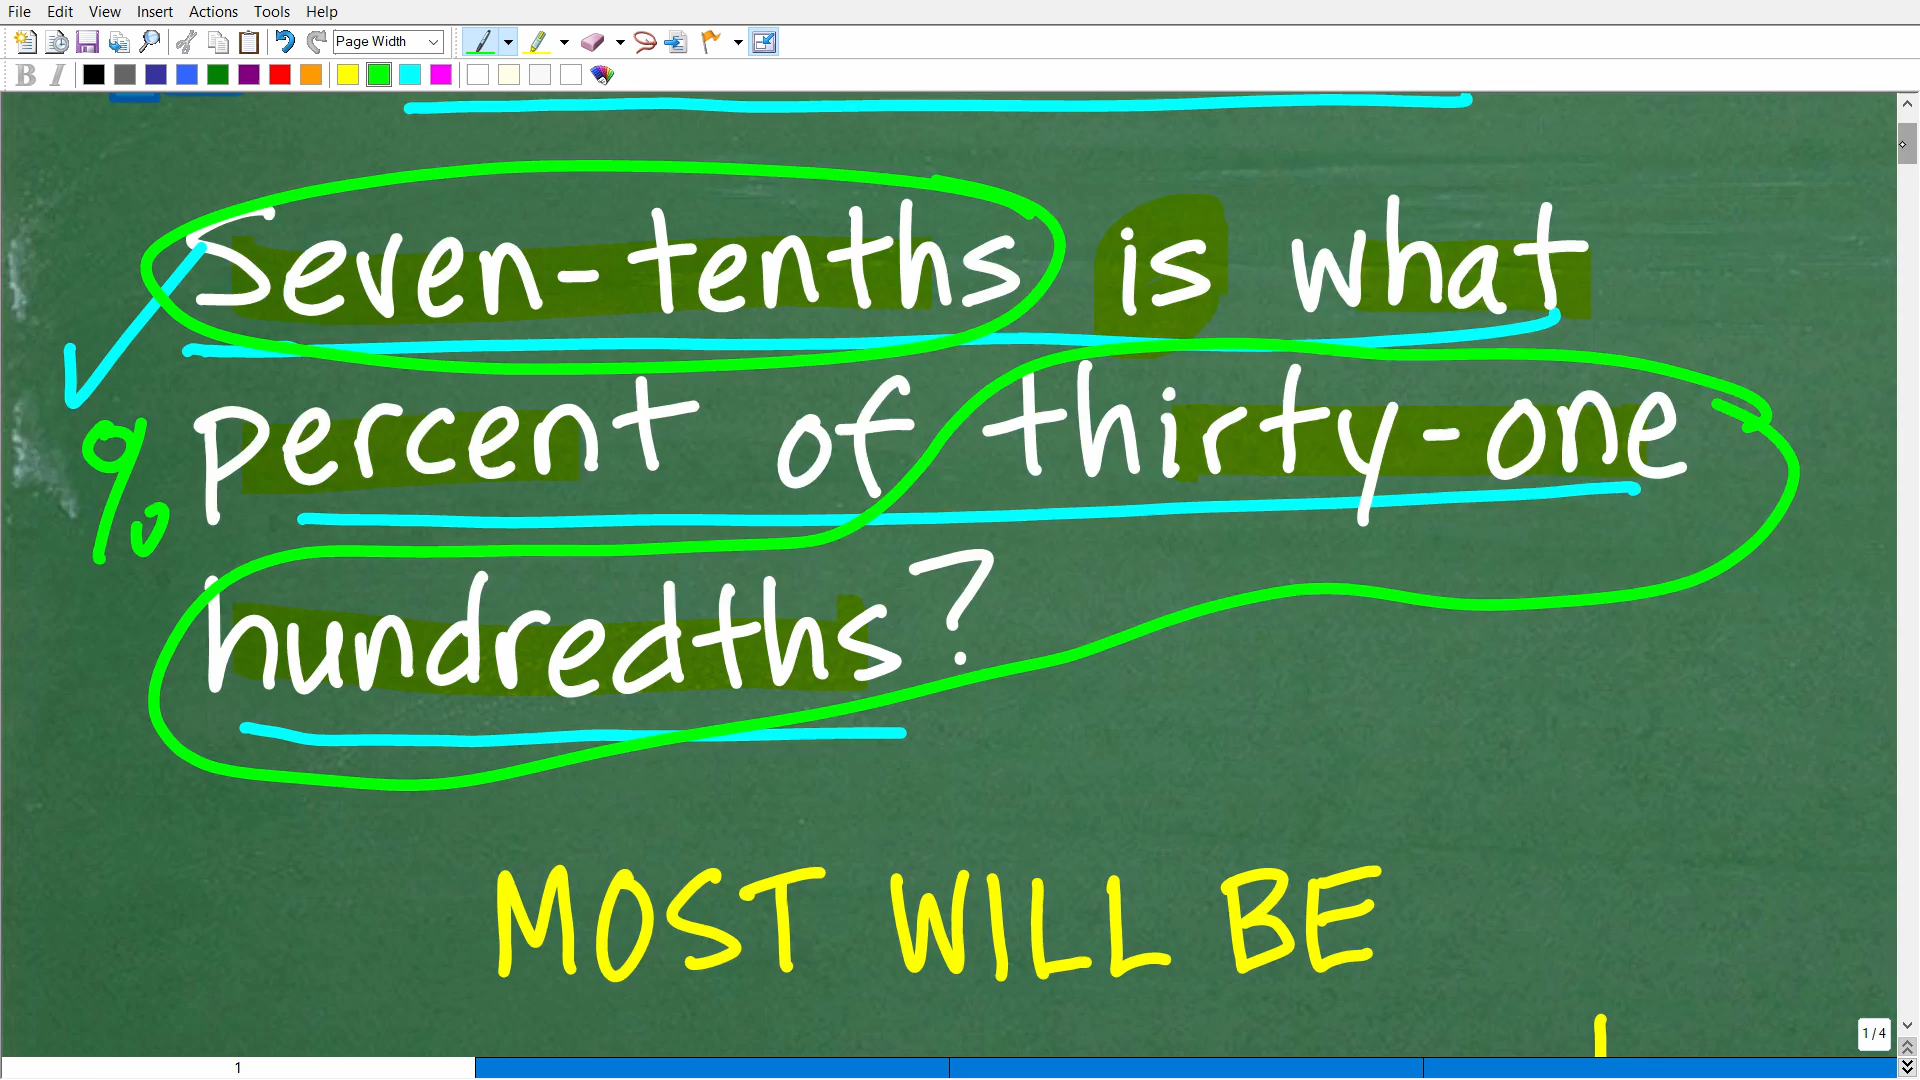 File Edit View Insert Actions Tools Help
Page Width
B I
Seven-tenths is what
% percent of thirty-one
hundredths?
MOST WILL BE
1 / 4
1